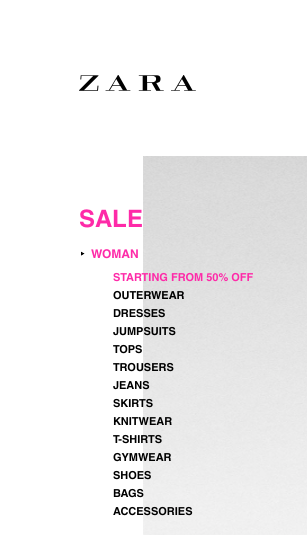 ZARA
SALE
WOMAN
STARTING FROM 50% OFF
OUTERWEAR
DRESSES
JUMPSUITS
TOPS
TROUSERS
JEANS
SKIRTS
KNITWEAR
T-SHIRTS
GYMWEAR
SHOES
BAGS
ACCESSORIES